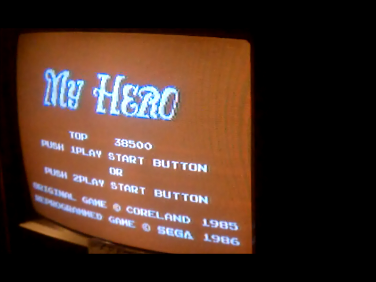 My Hero
TOP 38500
PUSH 1PLAY START BUTTON
OR
PUSH 2PLAY START BUTTON
ORIGINAL GAME © CORELAND 1985
REPROGRAMMED GAME © SEGA 1986